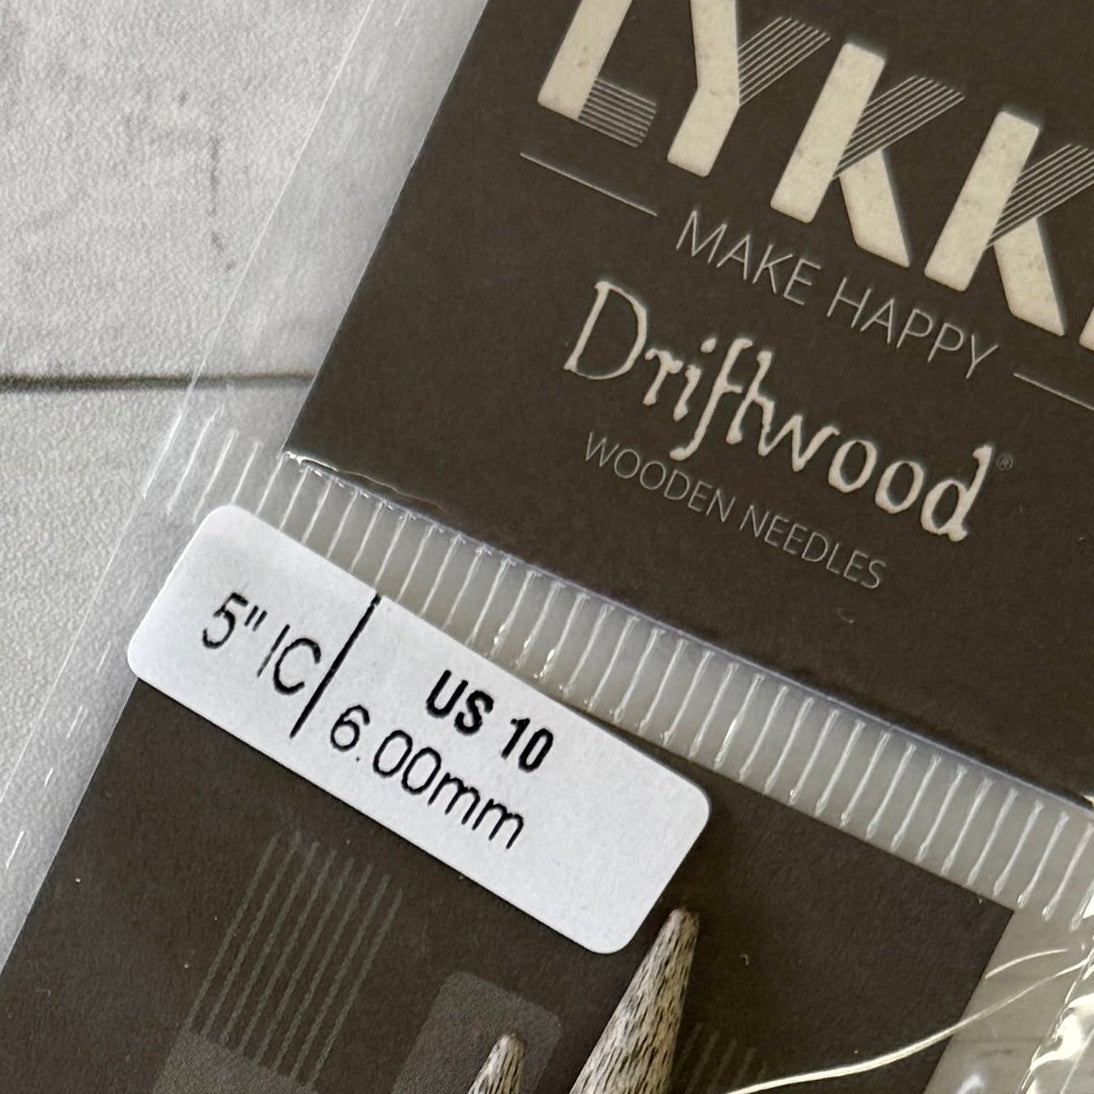 LYKK
MAKE HAPPY
Driftwood®
WOODEN NEEDLES
5" IC
US 10
6.00mm